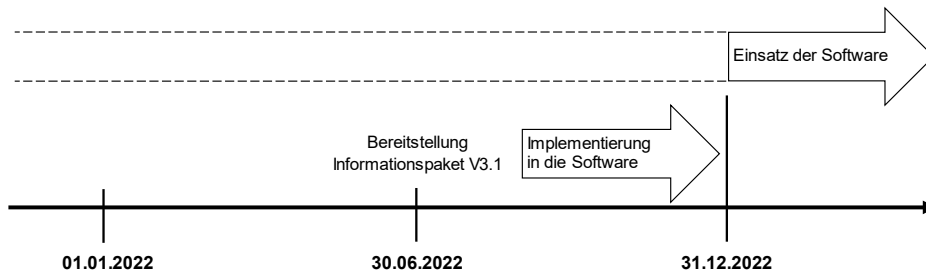 Einsatz der Software
Bereitstellung
Informationspaket V3.1
Implementierung
in die Software
01.01.2022
30.06.2022
31.12.2022